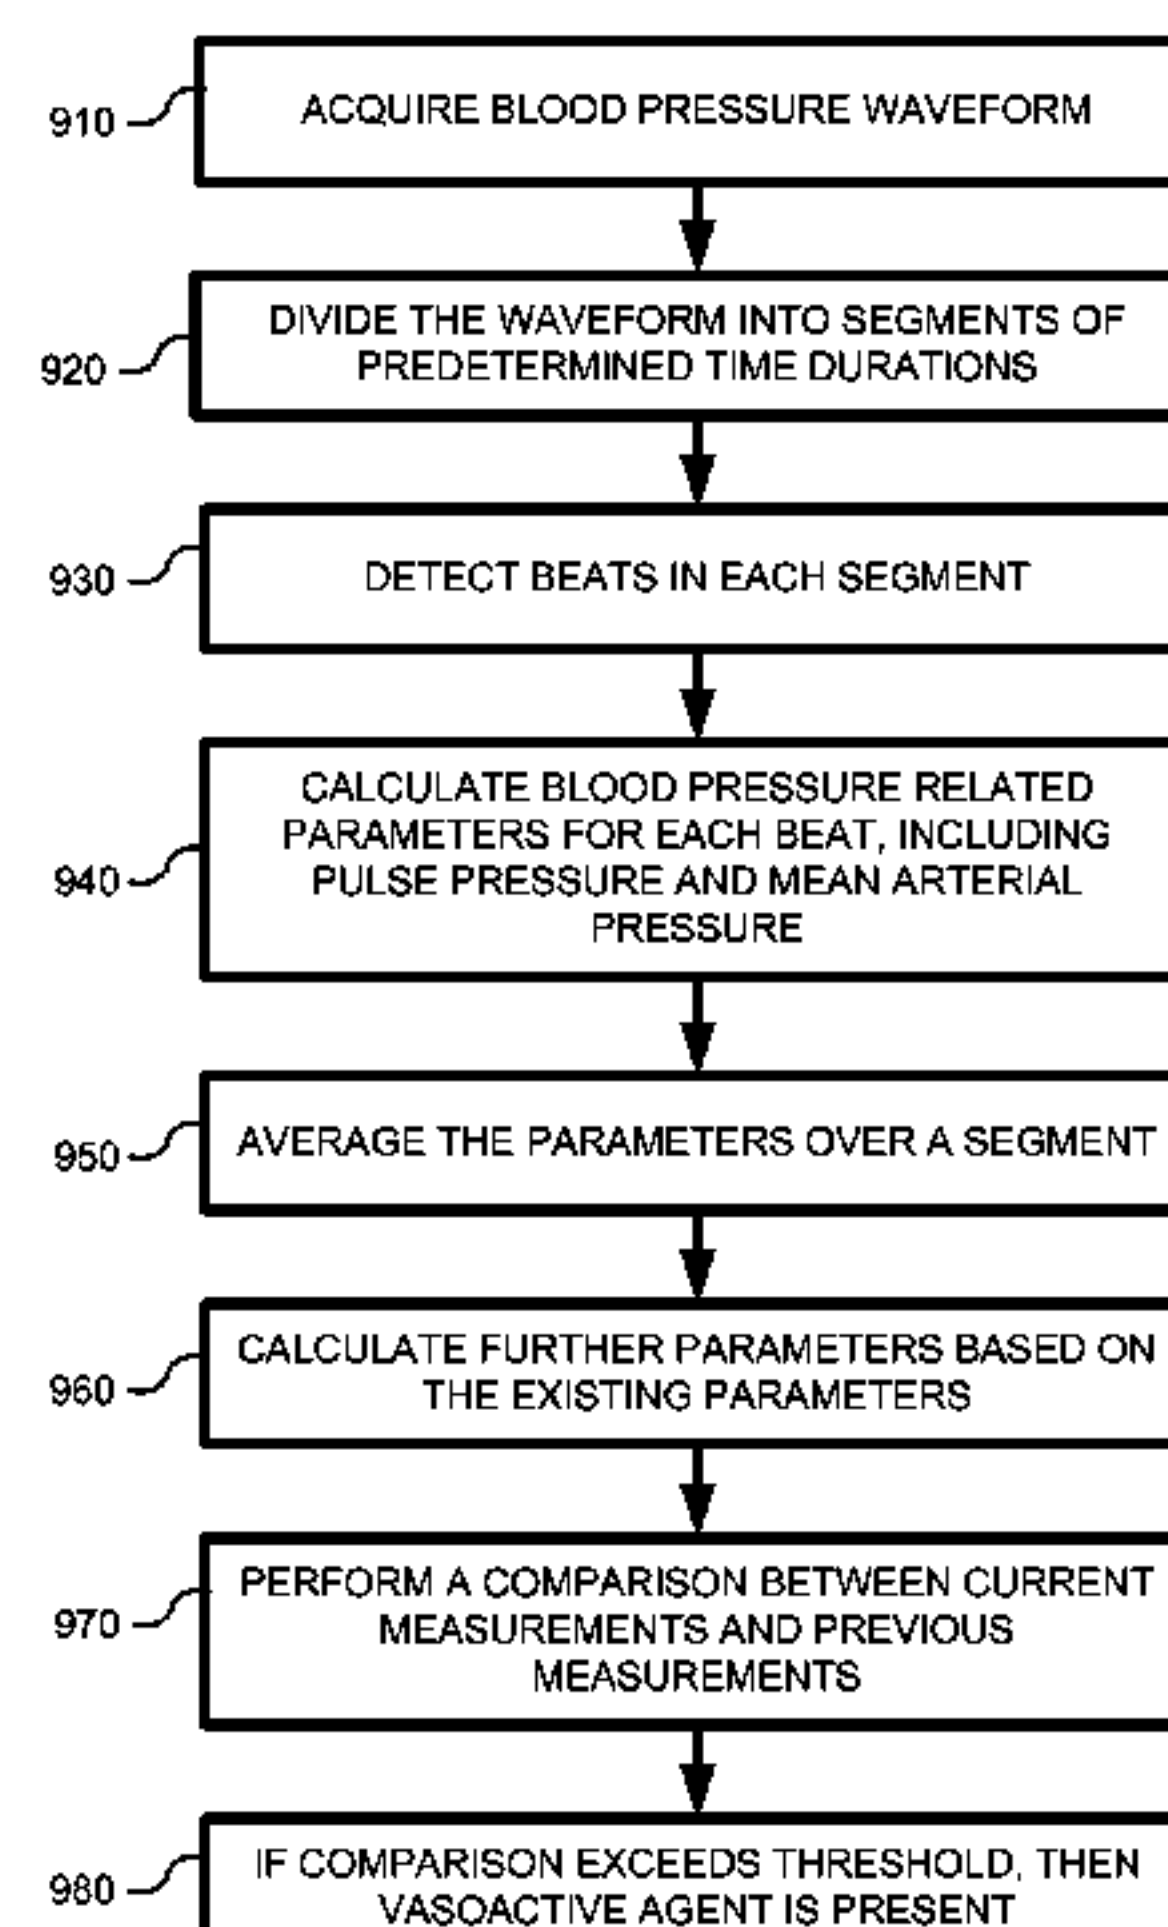 910
ACQUIRE BLOOD PRESSURE WAVEFORM
920
DIVIDE THE WAVEFORM INTO SEGMENTS OF
PREDETERMINED TIME DURATIONS
930
DETECT BEATS IN EACH SEGMENT
940
CALCULATE BLOOD PRESSURE RELATED
PARAMETERS FOR EACH BEAT, INCLUDING
PULSE PRESSURE AND MEAN ARTERIAL
PRESSURE
950
AVERAGE THE PARAMETERS OVER A SEGMENT
960
CALCULATE FURTHER PARAMETERS BASED ON
THE EXISTING PARAMETERS
970
PERFORM A COMPARISON BETWEEN CURRENT
MEASUREMENTS AND PREVIOUS
MEASUREMENTS
980
IF COMPARISON EXCEEDS THRESHOLD, THEN
VASOACTIVE AGENT IS PRESENT